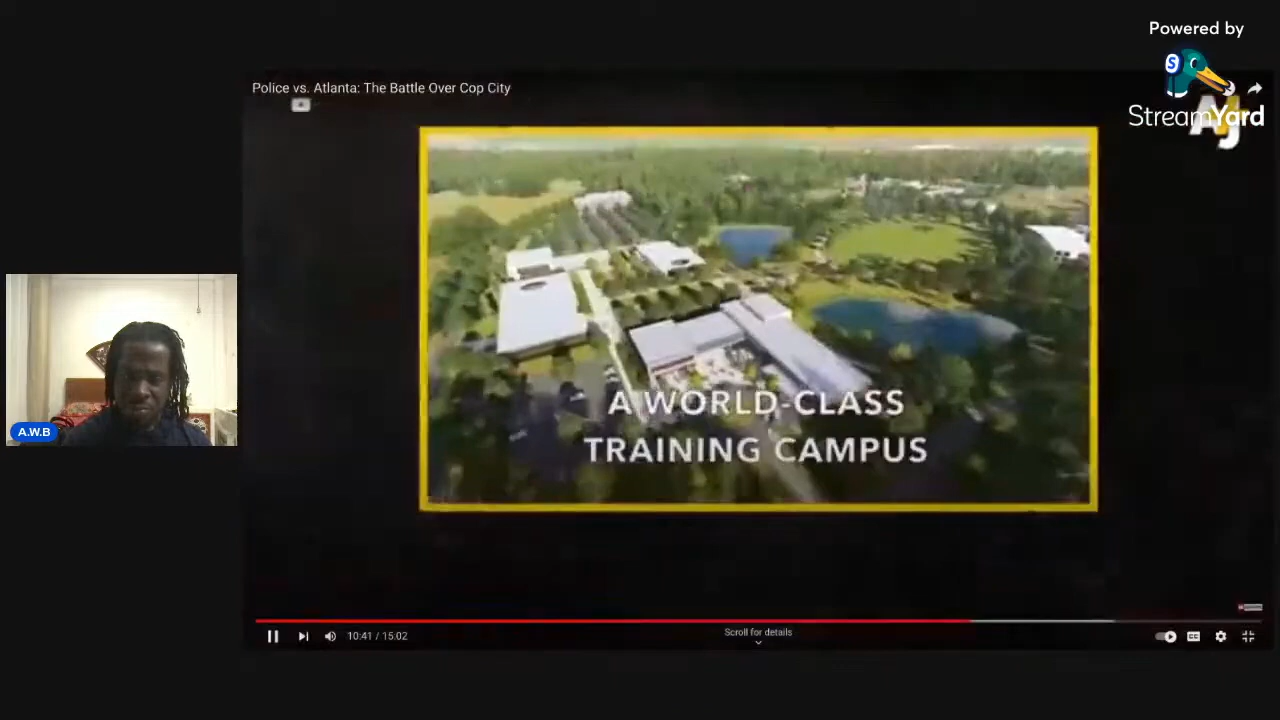 Powered by
StreamYard
Police vs. Atlanta: The Battle Over Cop City
A WORLD-CLASS
TRAINING CAMPUS
A.W.B
10:41 / 15:02
Scroll for details
CC